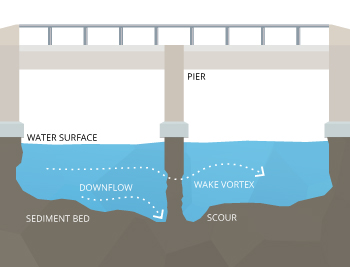 PIER
WATER SURFACE
DOWNFLOW
WAKE VORTEX
SEDIMENT BED
SCOUR